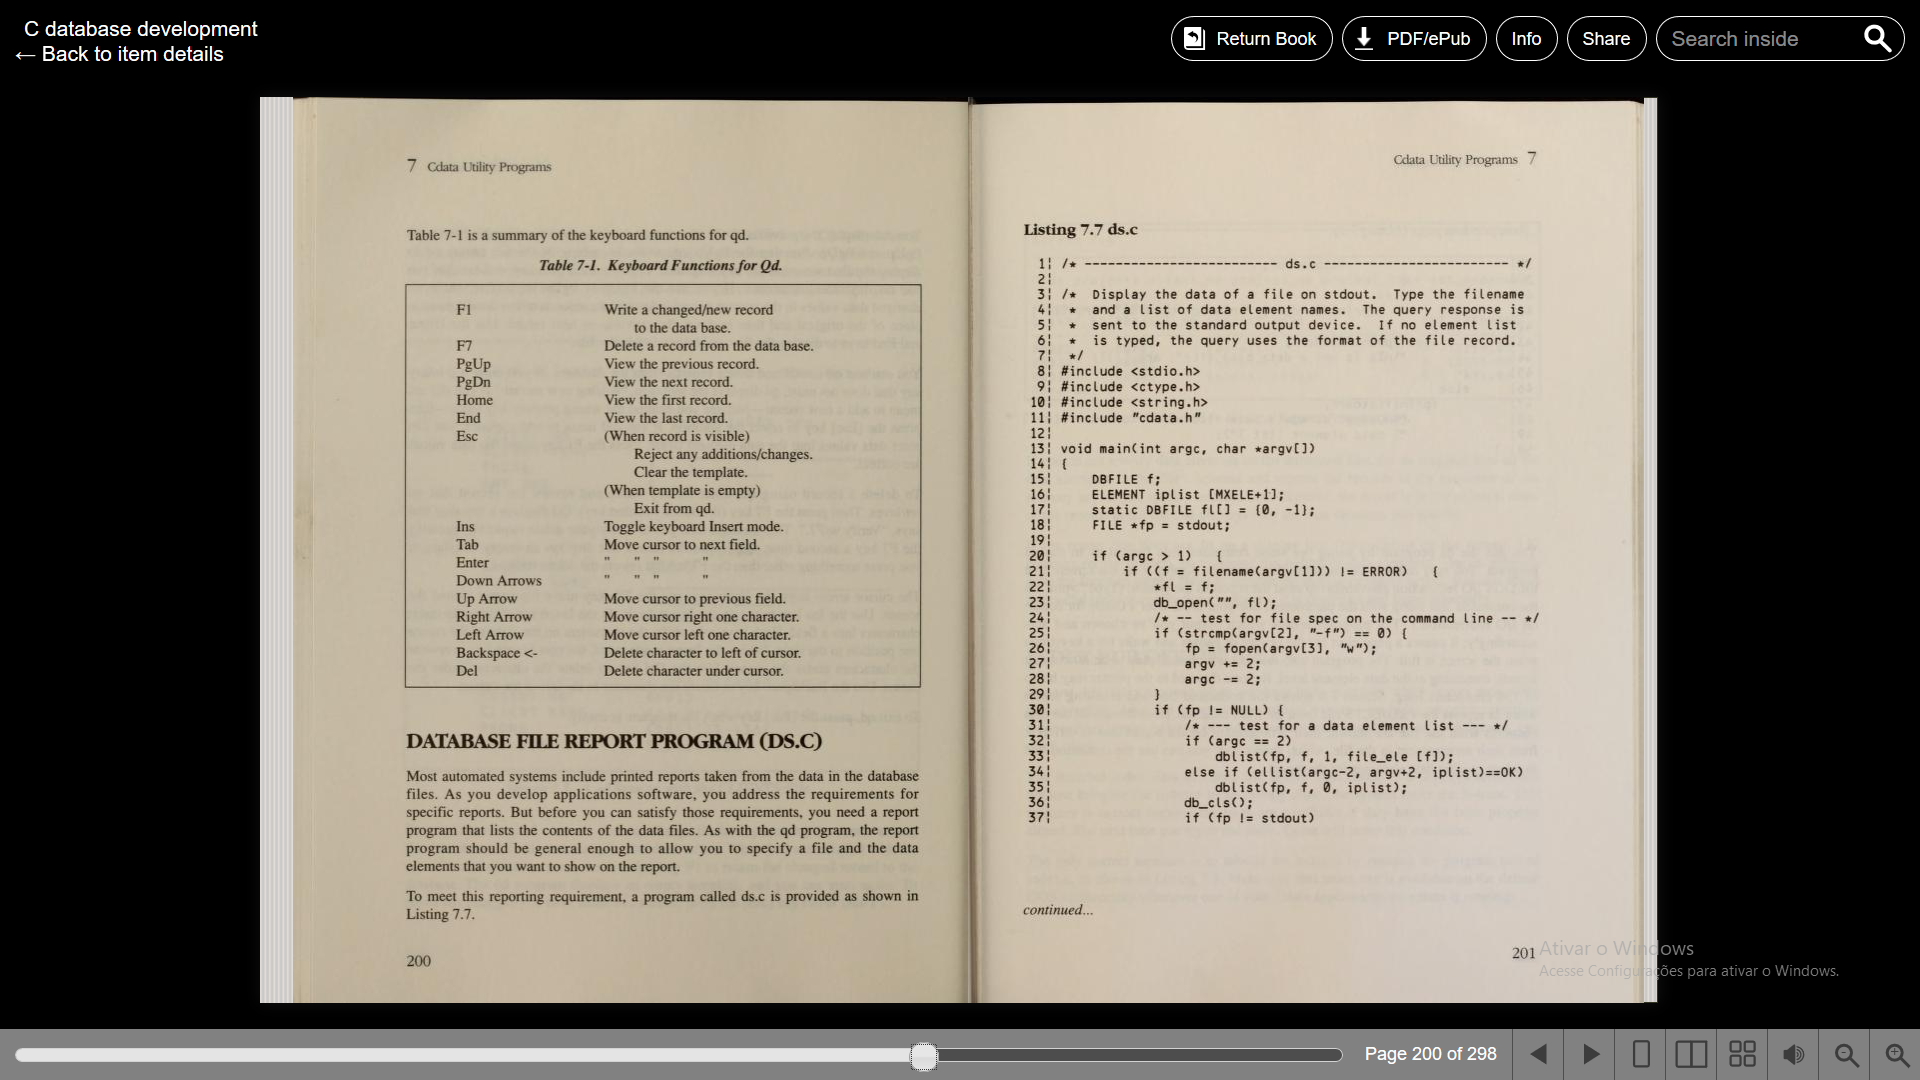 C database development
← Back to item details
Return Book
PDF/ePub
Info
Share
Search inside
7 Cdata Utility Programs
Table 7-1 is a summary of the keyboard functions for qd.
Table 7-1. Keyboard Functions for Qd.
F1 Write a changed/new record
to the data base.
F7 Delete a record from the data base.
PgUp View the previous record.
PgDn View the next record.
Home View the first record.
End View the last record.
Esc (When record is visible)
Reject any additions/changes.
Clear the template.
(When template is empty)
Exit from qd.
Ins Toggle keyboard Insert mode.
Tab Move cursor to next field.
Enter " " " "
Down Arrows " " " "
Up Arrow Move cursor to previous field.
Right Arrow Move cursor right one character.
Left Arrow Move cursor left one character.
Backspace <- Delete character to left of cursor.
Del Delete character under cursor.
DATABASE FILE REPORT PROGRAM (DS.C)
Most automated systems include printed reports taken from the data in the database
files. As you develop applications software, you address the requirements for
specific reports. But before you can satisfy those requirements, you need a report
program that lists the contents of the data files. As with the qd program, the report
program should be general enough to allow you to specify a file and the data
elements that you want to show on the report.
To meet this reporting requirement, a program called ds.c is provided as shown in
Listing 7.7.
200
Cdata Utility Programs 7
Listing 7.7 ds.c
1¦ /* ------------------------- ds.c ------------------------ */
2¦
3¦ /* Display the data of a file on stdout. Type the filename
4¦ * and a list of data element names. The query response is
5¦ * sent to the standard output device. If no element list
6¦ * is typed, the query uses the format of the file record.
7¦ */
8¦ #include <stdio.h>
9¦ #include <ctype.h>
10¦ #include <string.h>
11¦ #include "cdata.h"
12¦
13¦ void main(int argc, char *argv[])
14¦ {
15¦ DBFILE f;
16¦ ELEMENT iplist [MXELE+1];
17¦ static DBFILE fl[] = {0, -1};
18¦ FILE *fp = stdout;
19¦
20¦ if (argc > 1) {
21¦ if ((f = filename(argv[1])) != ERROR) {
22¦ *fl = f;
23¦ db_open("", fl);
24¦ /* -- test for file spec on the command line -- */
25¦ if (strcmp(argv[2], "-f") == 0) {
26¦ fp = fopen(argv[3], "w");
27¦ argv += 2;
28¦ argc -= 2;
29¦ }
30¦ if (fp != NULL) {
31¦ /* --- test for a data element list --- */
32¦ if (argc == 2)
33¦ dblist(fp, f, 1, file_ele [f]);
34¦ else if (ellist(argc-2, argv+2, iplist)==OK)
35¦ dblist(fp, f, 0, iplist);
36¦ db_cls();
37¦ if (fp != stdout)
continued...
201
Ativar o Windows
Acesse Configurações para ativar o Windows.
Page 200 of 298